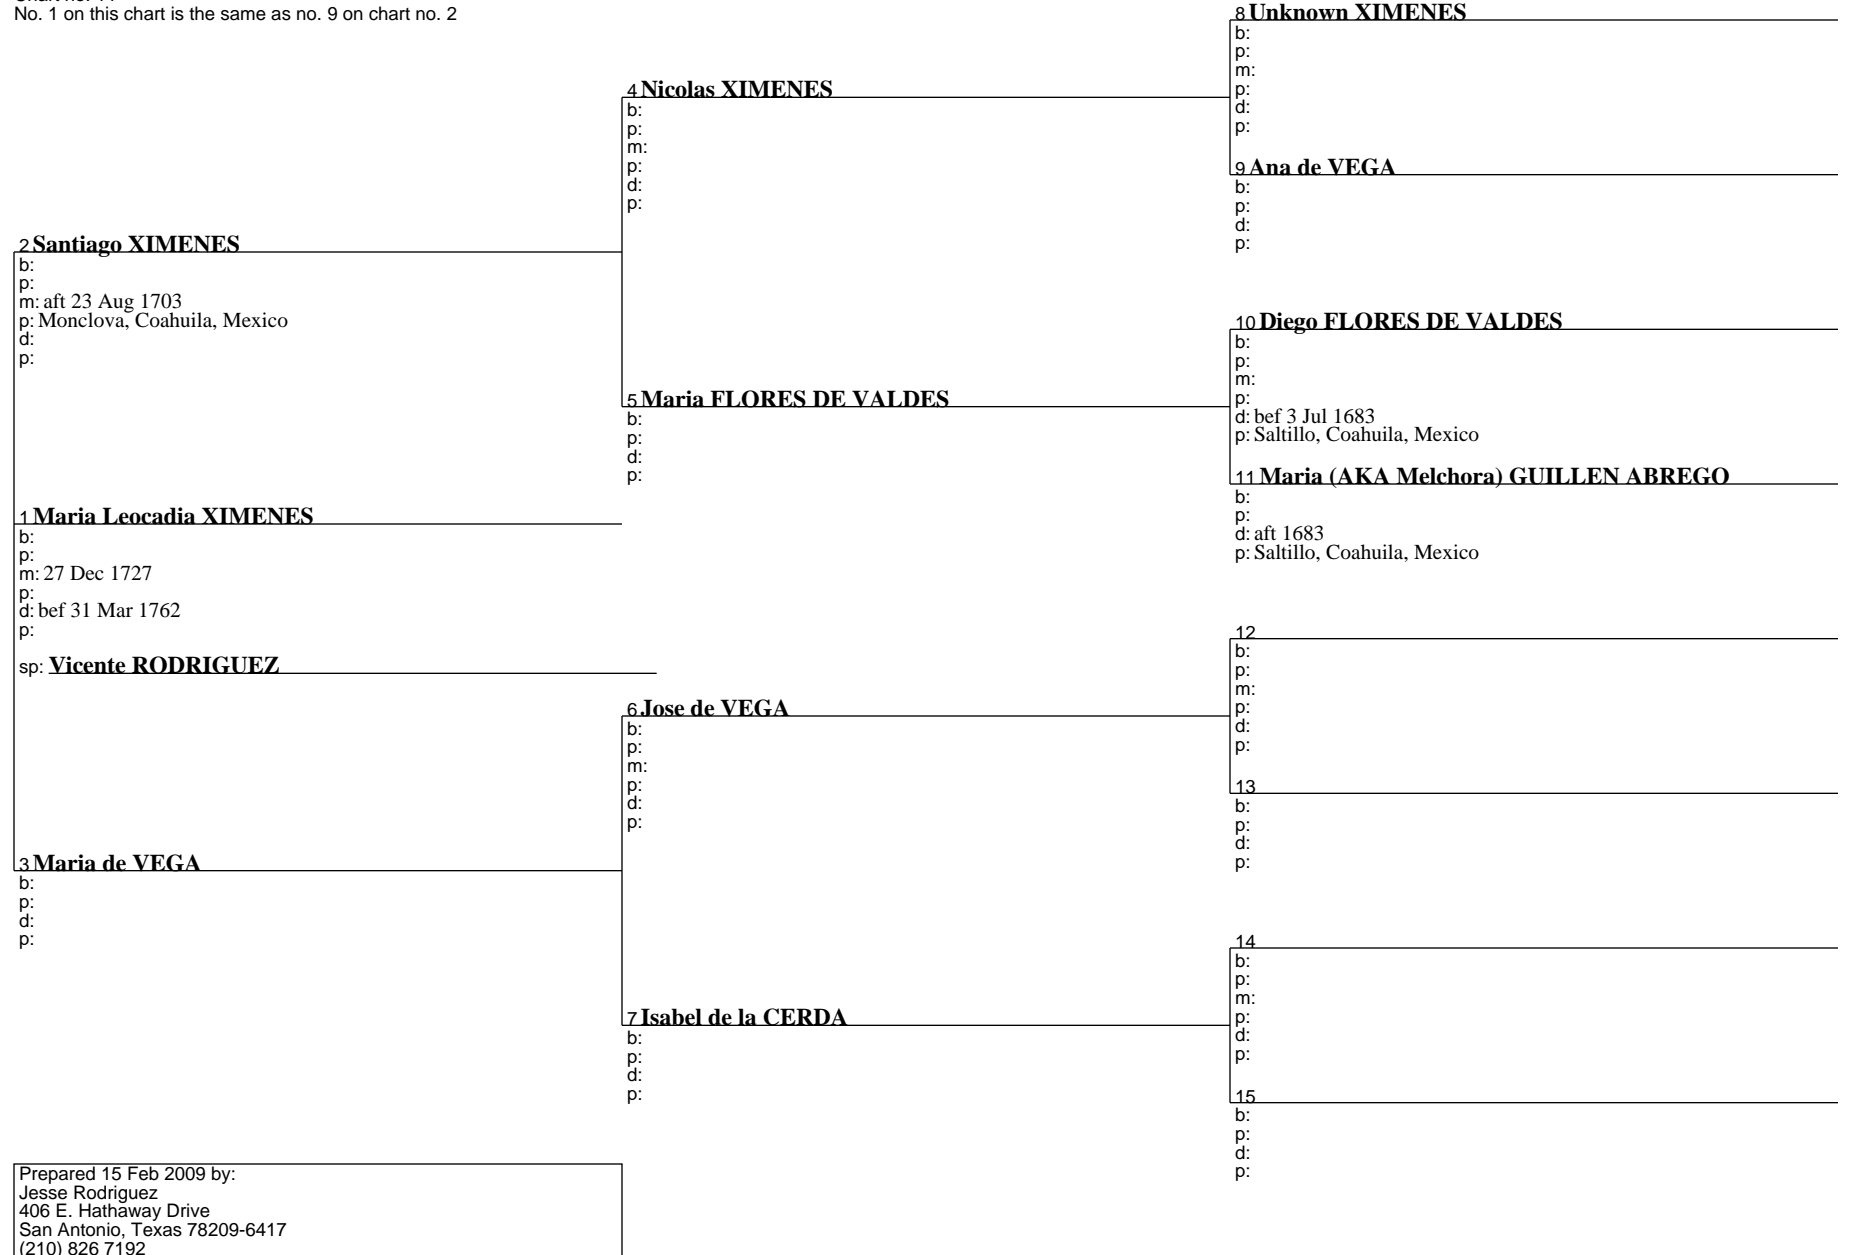 No. 1 on this chart is the same as no. 9 on chart no. 2
8 Unknown XIMENES
b:
p:
m:
p:
d:
p:
4 Nicolas XIMENES
b:
p:
m:
p:
d:
p:
9 Ana de VEGA
b:
p:
d:
p:
2 Santiago XIMENES
b:
p:
m: aft 23 Aug 1703
p: Monclova, Coahuila, Mexico
d:
p:
10 Diego FLORES DE VALDES
b:
p:
m:
p:
d: bef 3 Jul 1683
p: Saltillo, Coahuila, Mexico
5 Maria FLORES DE VALDES
b:
p:
d:
p:
11 Maria (AKA Melchora) GUILLEN ABREGO
b:
p:
d: aft 1683
p: Saltillo, Coahuila, Mexico
1 Maria Leocadia XIMENES
b:
p:
m: 27 Dec 1727
p:
d: bef 31 Mar 1762
p:
sp: Vicente RODRIGUEZ
12
b:
p:
m:
p:
d:
p:
6 Jose de VEGA
b:
p:
m:
p:
d:
p:
13
b:
p:
d:
p:
3 Maria de VEGA
b:
p:
d:
p:
14
b:
p:
m:
p:
d:
p:
7 Isabel de la CERDA
b:
p:
d:
p:
15
b:
p:
d:
p:
Prepared 15 Feb 2009 by:
Jesse Rodriguez
406 E. Hathaway Drive
San Antonio, Texas 78209-6417
(210) 826 7192